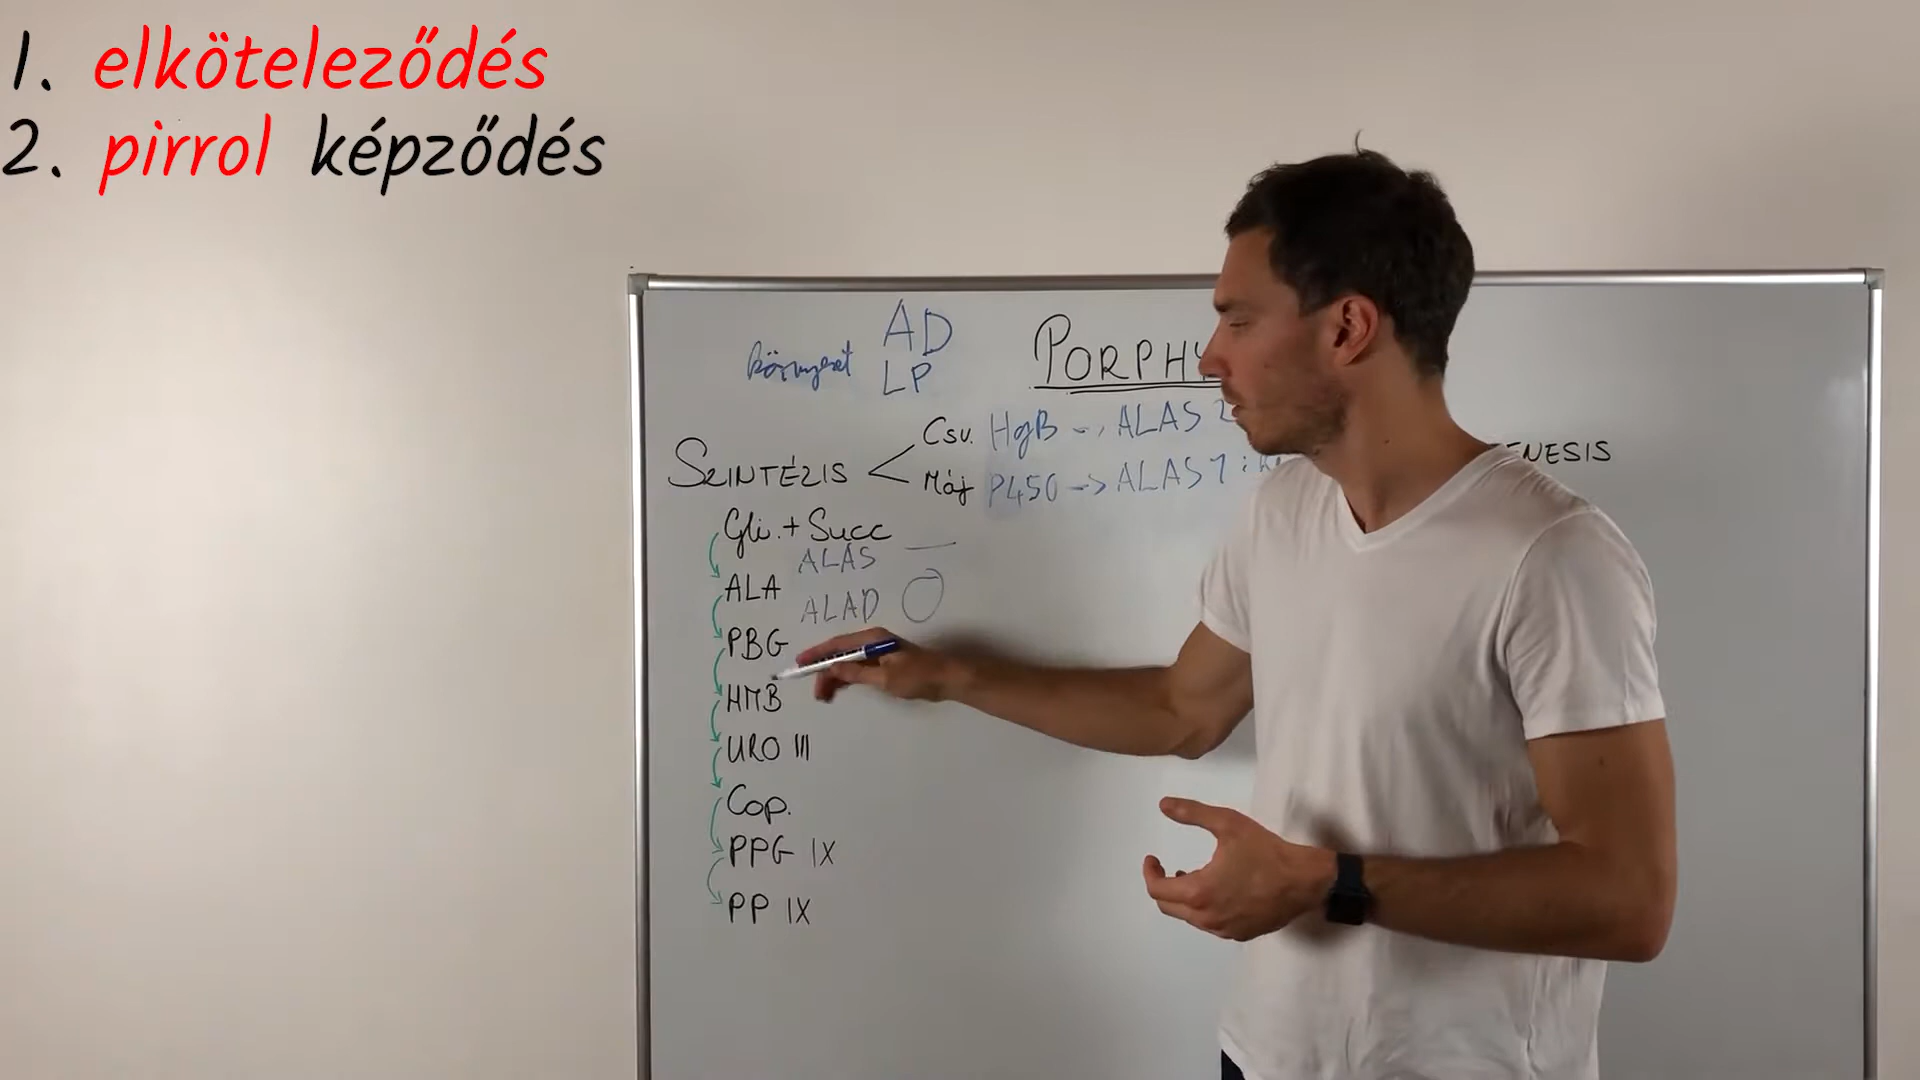 1. elköteleződés
2. pirrol képződés
környezet AD
LP
PORPHY
SZINTÉZIS
Csv. HgB -> ALAS 2
Máj P450 -> ALAS 1 :
ENESIS
Gli. + Succ
ALAS
ALA
ALAD
PBG
HMB
URO III
Cop.
PPG IX
PP IX